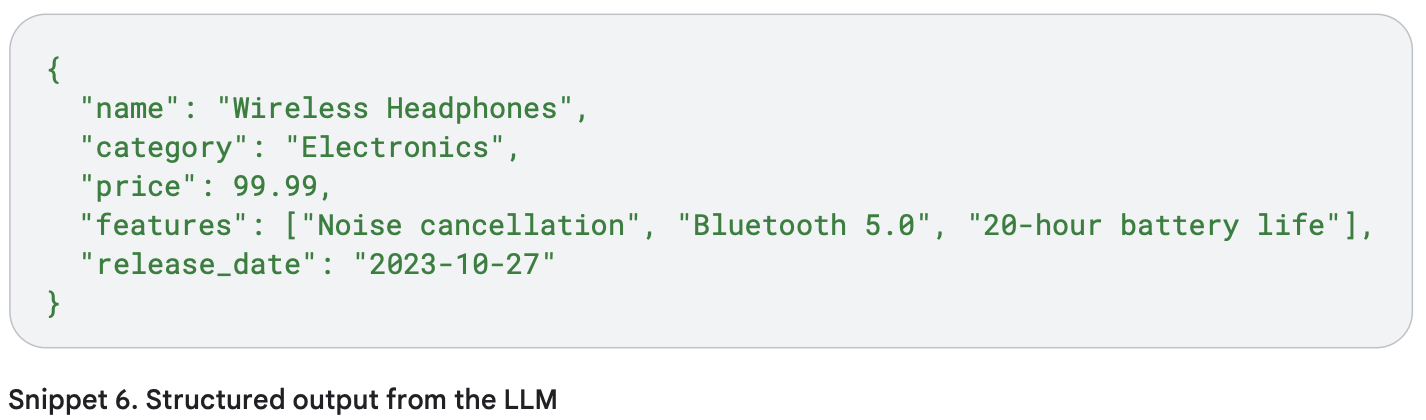 {
"name": "Wireless Headphones",
"category": "Electronics",
"price": 99.99,
"features": ["Noise cancellation", "Bluetooth 5.0", "20-hour battery life"],
"release_date": "2023-10-27"
}
Snippet 6. Structured output from the LLM